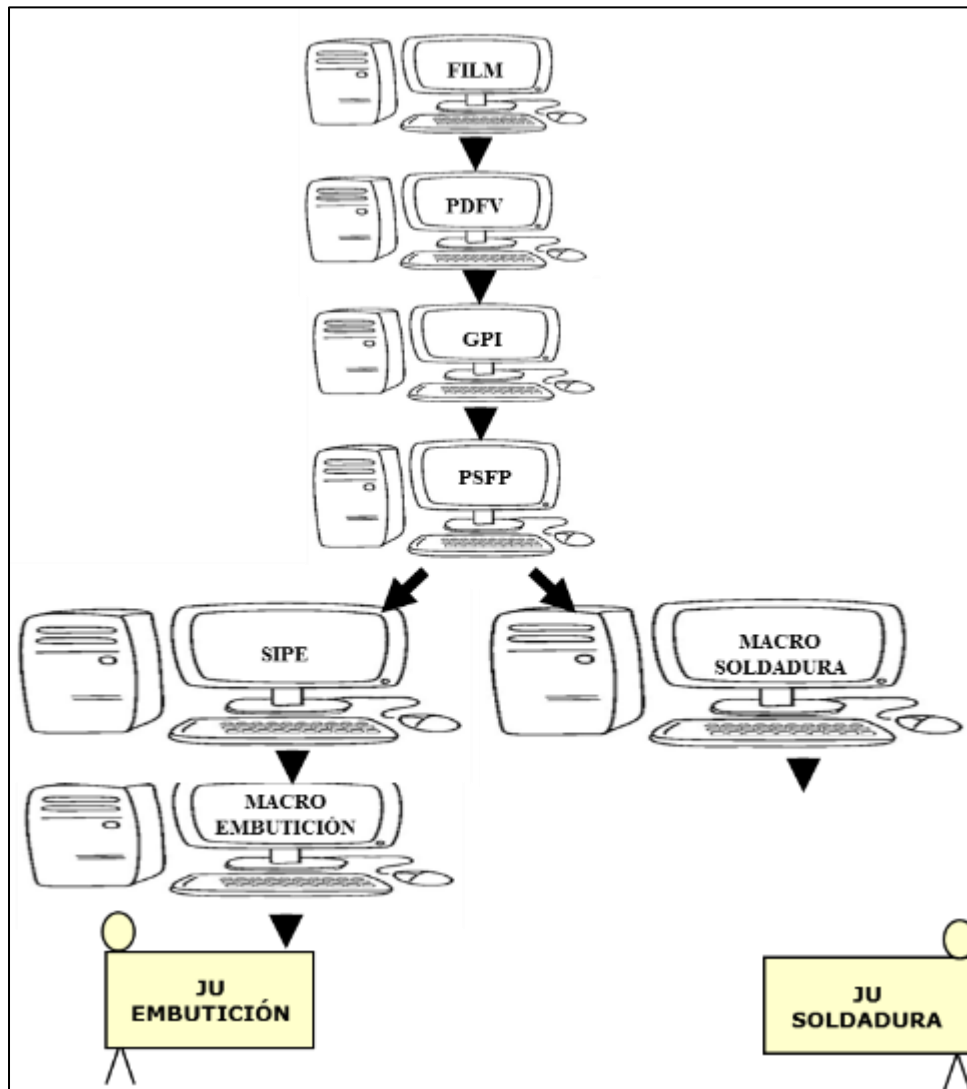 FILM
PDFV
GPI
PSFP
SIPE
MACRO
SOLDADURA
MACRO
EMBUTICIÓN
JU
EMBUTICIÓN
JU
SOLDADURA